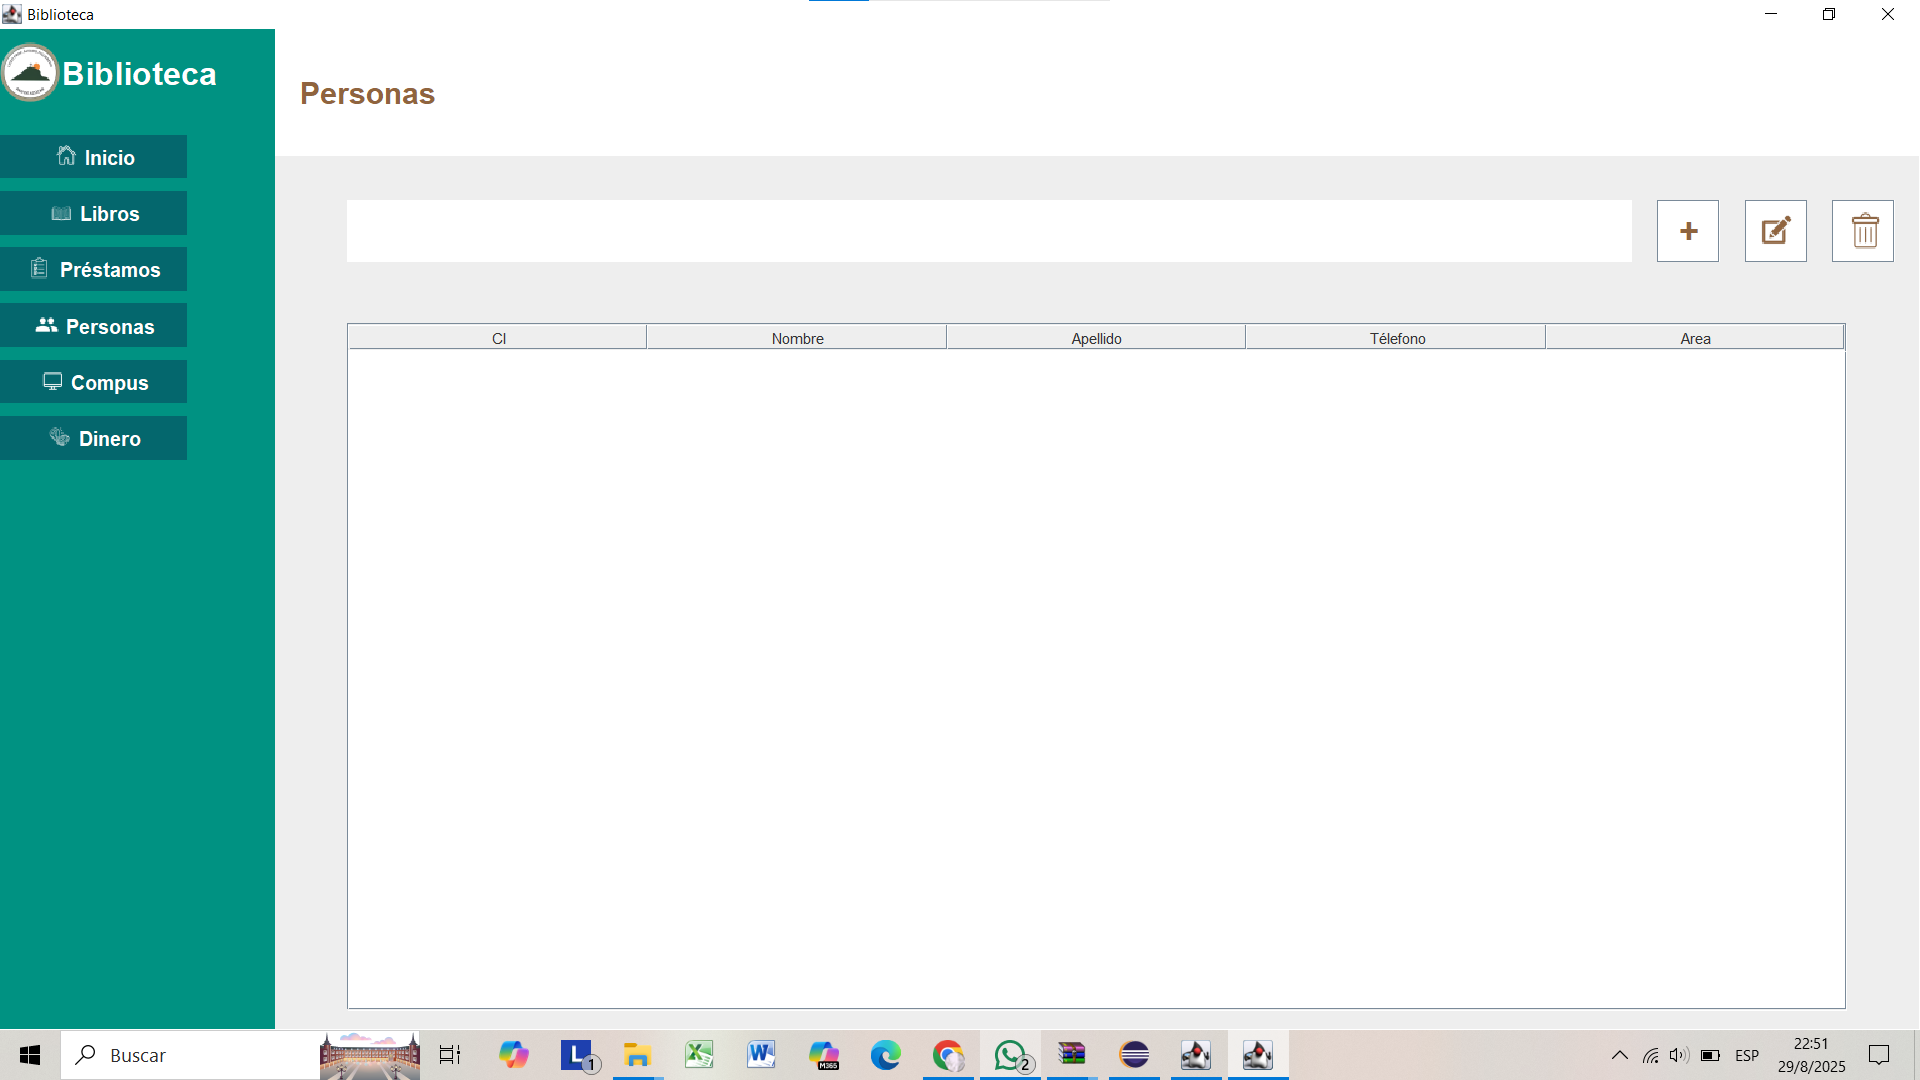 Biblioteca
Biblioteca
Personas
Inicio
Libros
Préstamos
Personas
Compus
Dinero
+
CI Nombre Apellido Télefono Area
Buscar
L 1
M365
2
ESP
22:51
29/8/2025